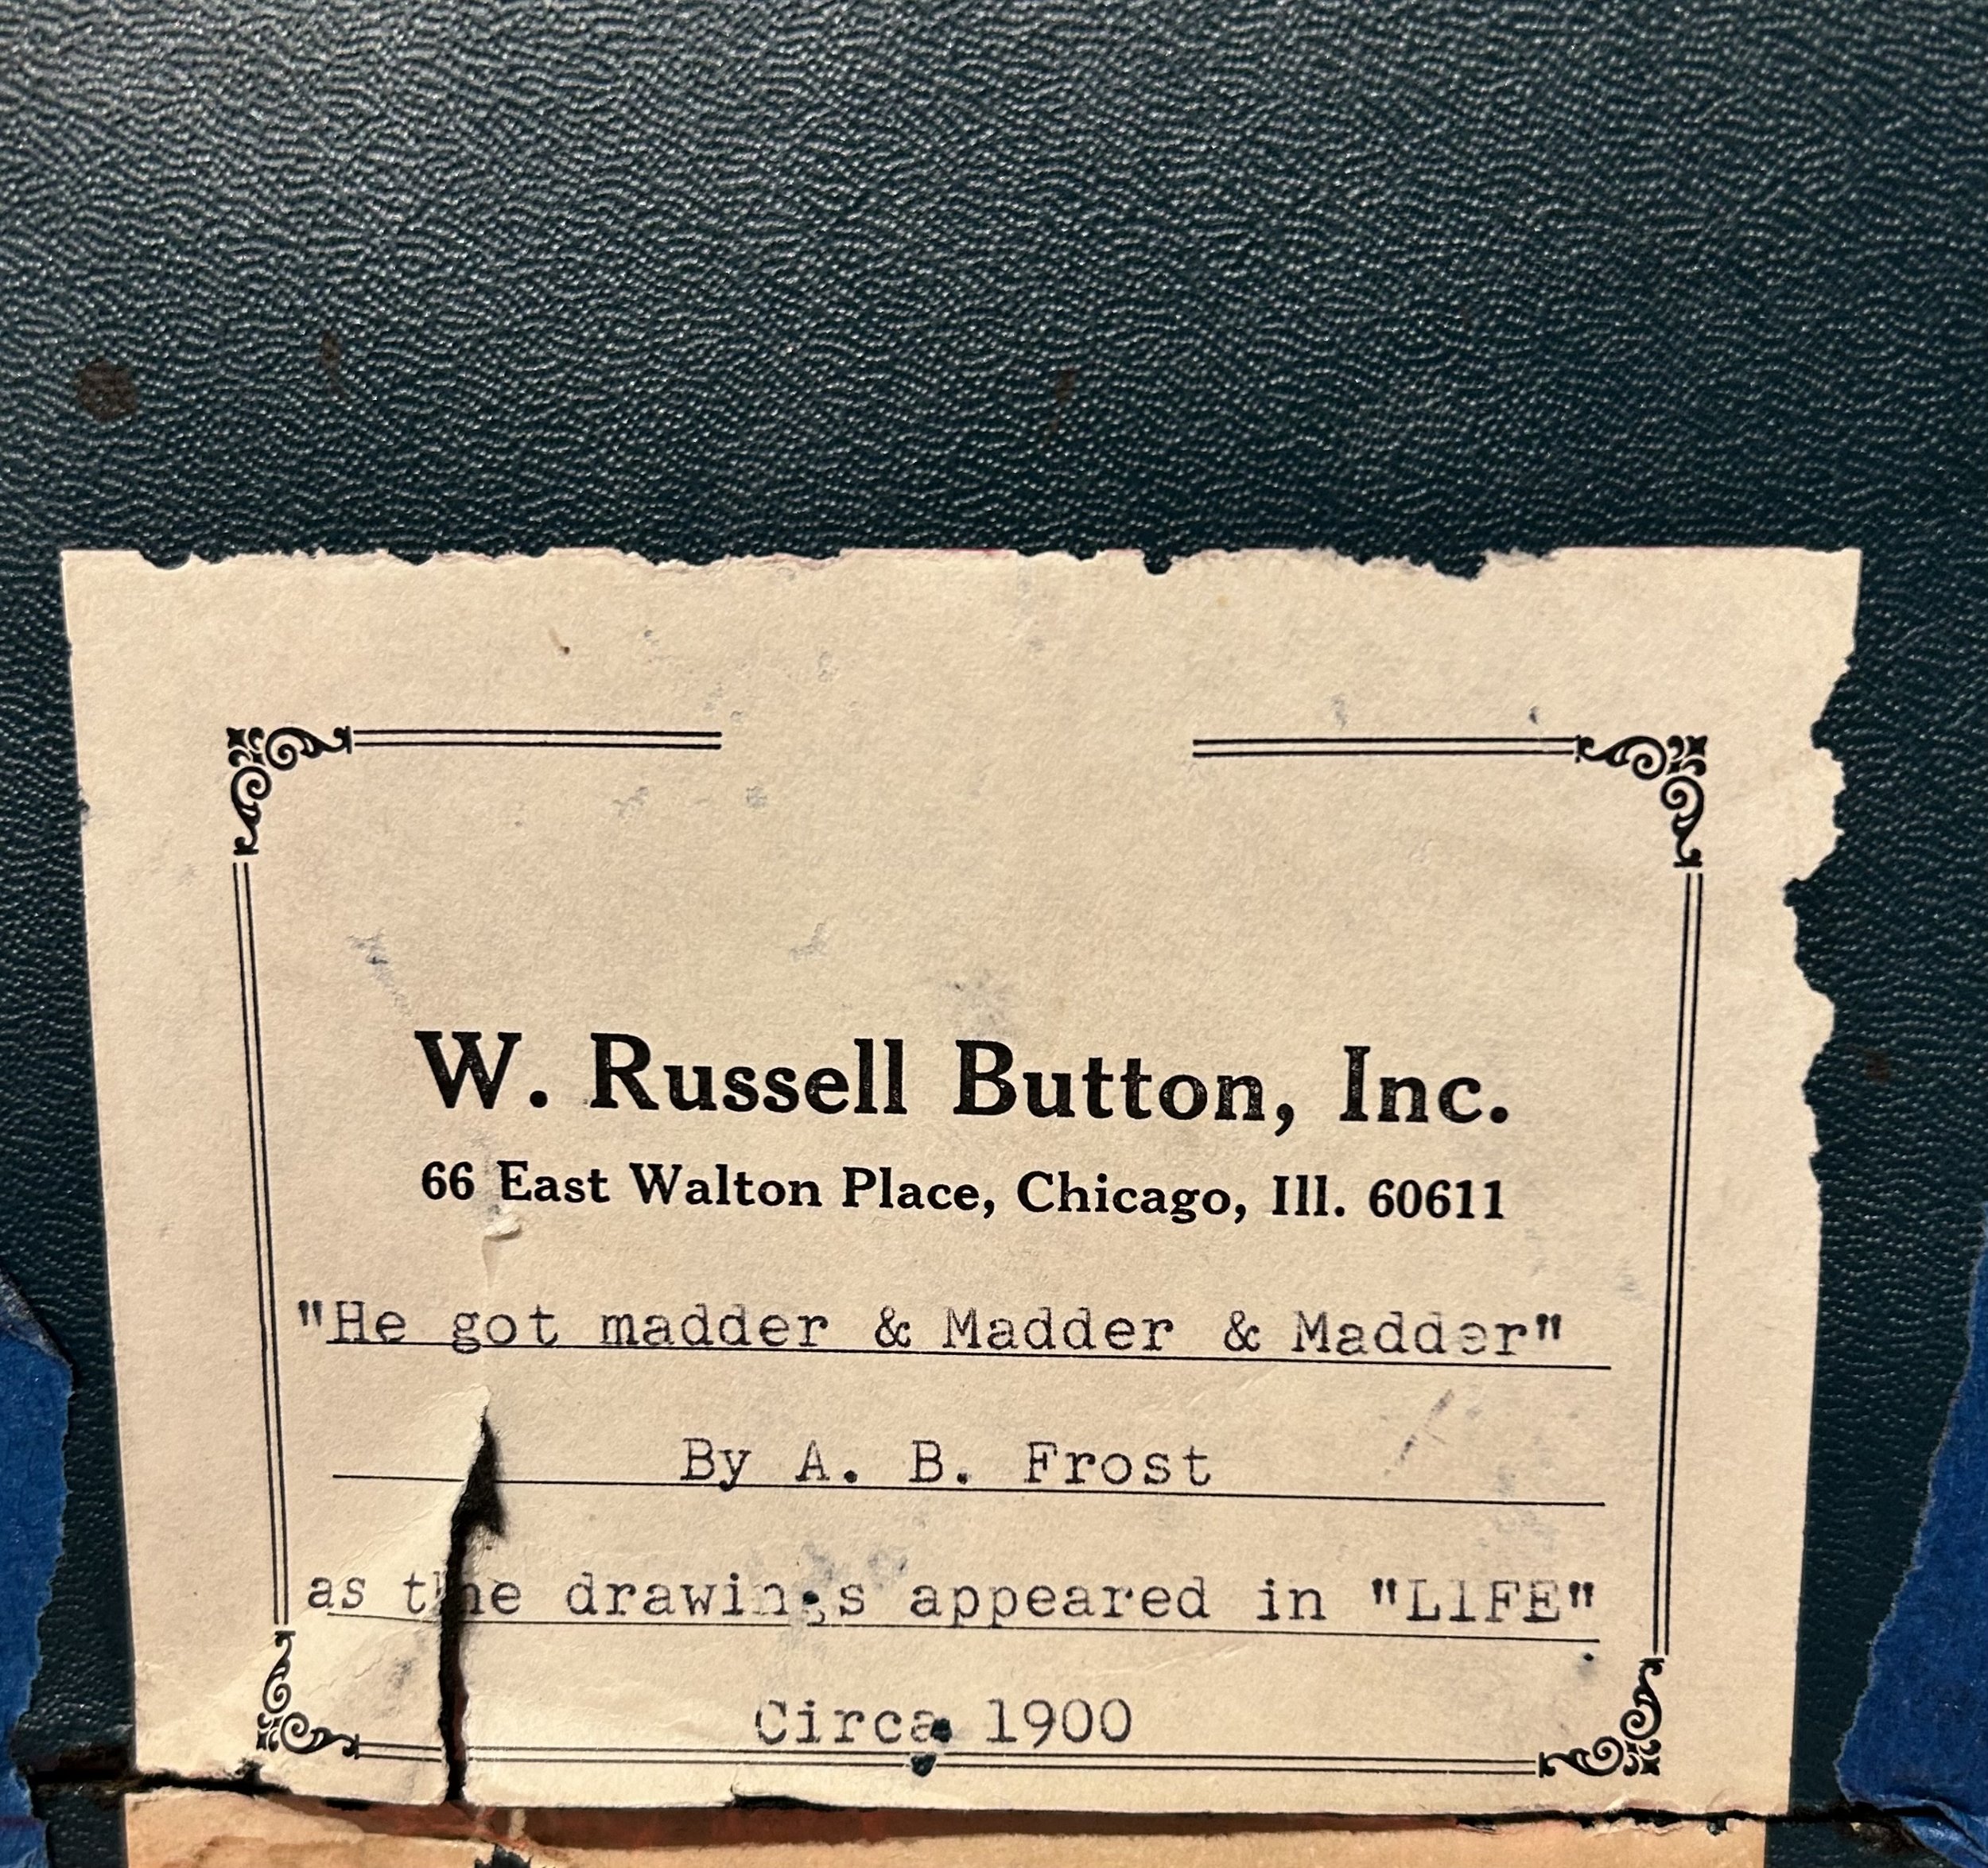 W. Russell Button, Inc.
66 East Walton Place, Chicago, Ill. 60611
"He got madder & Madder & Madder"
By A. B. Frost
as the drawings appeared in "LIFE"
Circa 1900